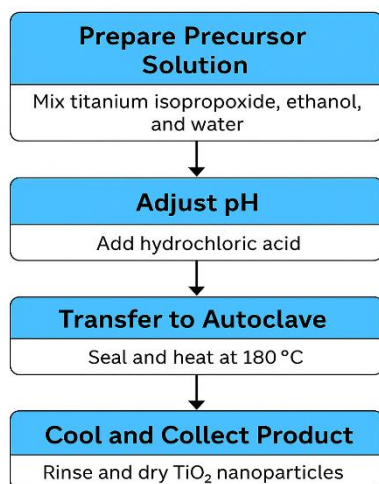 Prepare Precursor
Solution
Mix titanium isopropoxide, ethanol,
and water
Adjust pH
Add hydrochloric acid
Transfer to Autoclave
Seal and heat at 180 °C
Cool and Collect Product
Rinse and dry TiO₂ nanoparticles